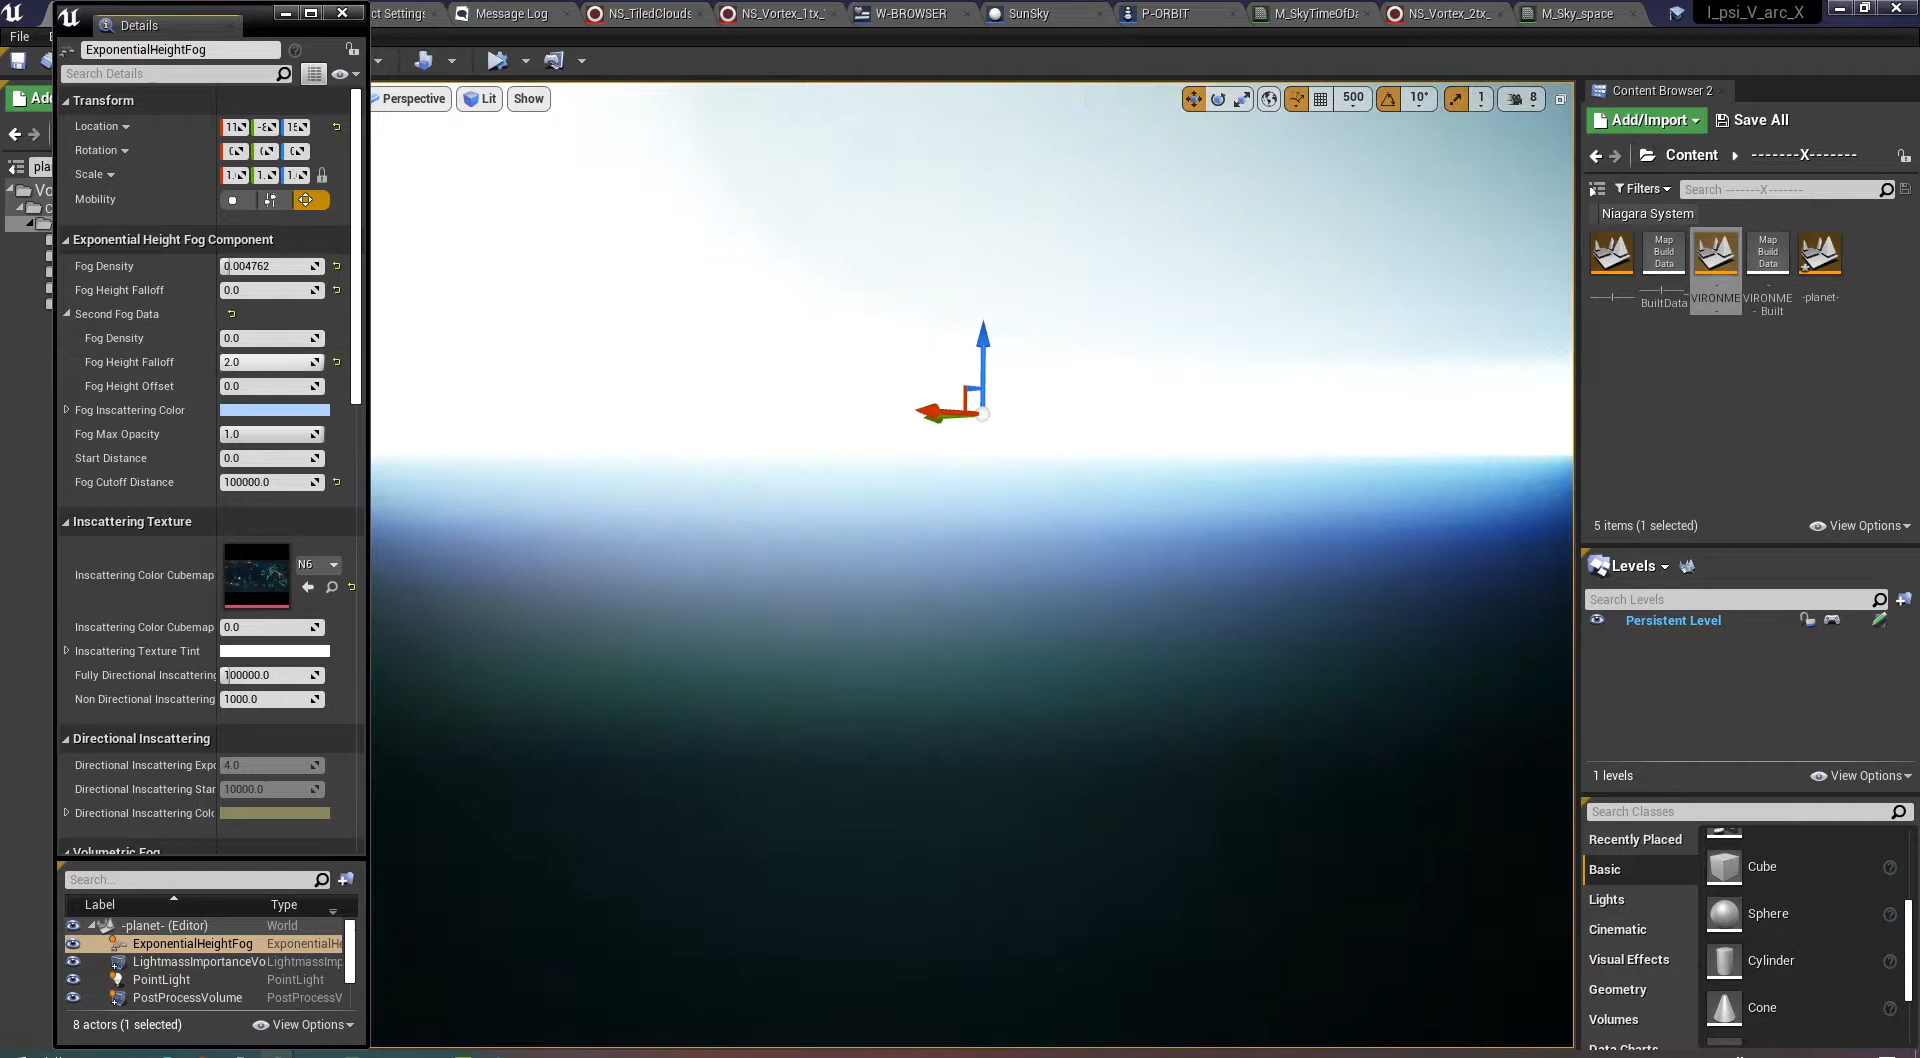 Details
ct Settings
Message Log
NS_TiledClouds
NS_Vortex_1tx_
W-BROWSER
SunSky
P-ORBIT
M_SkyTimeOfDa
NS_Vortex_2tx_
M_Sky_space
I_psi_V_arc_X
File
ExponentialHeightFog
Search Details
Add
pla
Vo
C
Transform
Location
Rotation
Scale
Mobility
Exponential Height Fog Component
Fog Density 0.004762
Fog Height Falloff 0.0
Second Fog Data
Fog Density 0.0
Fog Height Falloff 2.0
Fog Height Offset 0.0
Fog Inscattering Color
Fog Max Opacity 1.0
Start Distance 0.0
Fog Cutoff Distance 100000.0
Inscattering Texture
Inscattering Color Cubemap N6
Inscattering Color Cubemap 0.0
Inscattering Texture Tint
Fully Directional Inscattering 100000.0
Non Directional Inscattering 1000.0
Directional Inscattering
Directional Inscattering Expo 4.0
Directional Inscattering Star 10000.0
Directional Inscattering Colo
Volumetric Fog
Search...
Label Type
-planet- (Editor) World
ExponentialHeightFog ExponentialHe
LightmassImportanceVo LightmassImp
PointLight PointLight
PostProcessVolume PostProcessV
8 actors (1 selected) View Options
Perspective Lit Show
500 10° 1 8
Content Browser 2
Add/Import Save All
Content -------X-------
Filters Search -------X-------
Niagara System
Map
Build
Data
Map
Build
Data
BuiltData
VIRONME
VIRONME
Built
-planet-
5 items (1 selected) View Options
Levels
Search Levels
Persistent Level
1 levels View Options
Search Classes
Recently Placed
Basic
Lights
Cinematic
Visual Effects
Geometry
Volumes
Cube
Sphere
Cylinder
Cone